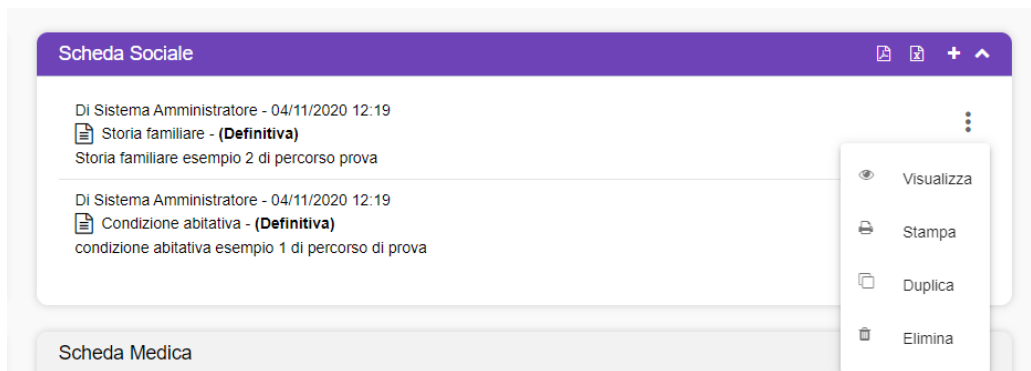 Scheda Sociale
Di Sistema Amministratore - 04/11/2020 12:19
Storia familiare - (Definitiva)
Storia familiare esempio 2 di percorso prova
Di Sistema Amministratore - 04/11/2020 12:19
Condizione abitativa - (Definitiva)
condizione abitativa esempio 1 di percorso di prova
Visualizza
Stampa
Duplica
Elimina
Scheda Medica